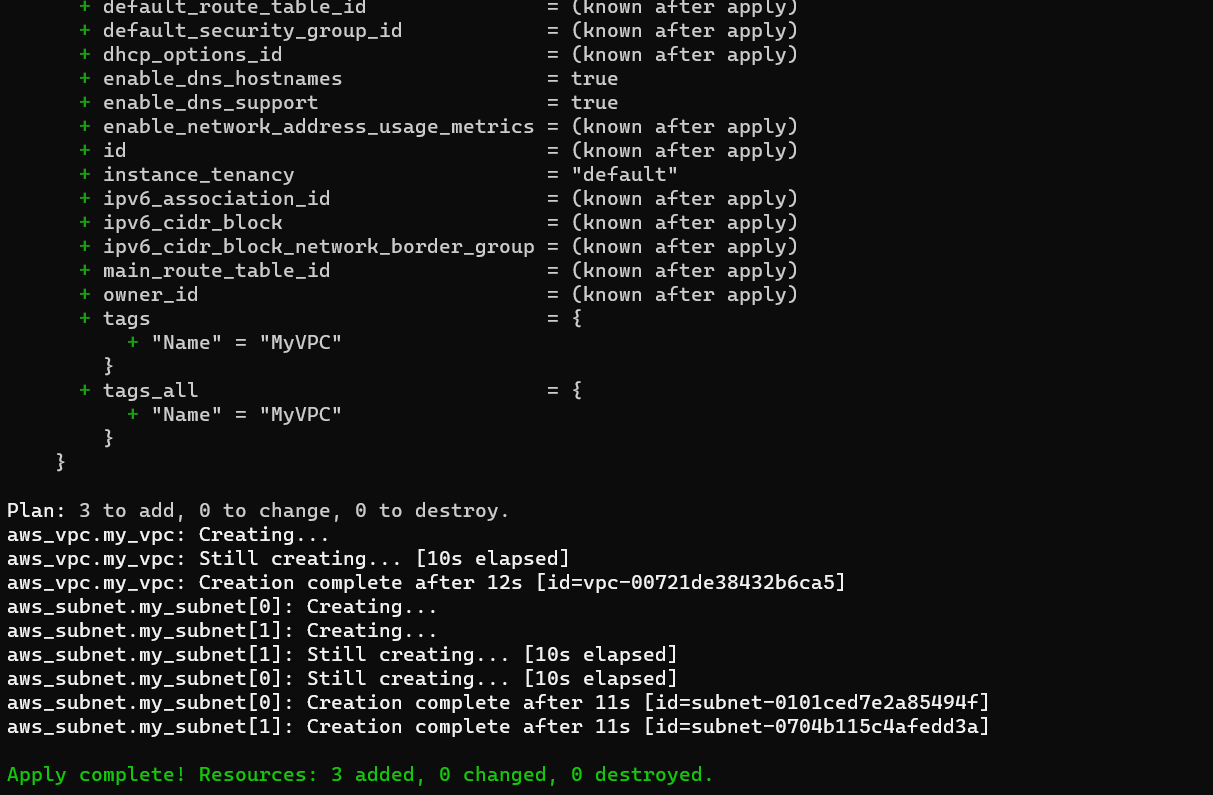 + default_route_table_id = (known after apply)
+ default_security_group_id = (known after apply)
+ dhcp_options_id = (known after apply)
+ enable_dns_hostnames = true
+ enable_dns_support = true
+ enable_network_address_usage_metrics = (known after apply)
+ id = (known after apply)
+ instance_tenancy = "default"
+ ipv6_association_id = (known after apply)
+ ipv6_cidr_block = (known after apply)
+ ipv6_cidr_block_network_border_group = (known after apply)
+ main_route_table_id = (known after apply)
+ owner_id = (known after apply)
+ tags = {
+ "Name" = "MyVPC"
}
+ tags_all = {
+ "Name" = "MyVPC"
}
}
Plan: 3 to add, 0 to change, 0 to destroy.
aws_vpc.my_vpc: Creating...
aws_vpc.my_vpc: Still creating... [10s elapsed]
aws_vpc.my_vpc: Creation complete after 12s [id=vpc-00721de38432b6ca5]
aws_subnet.my_subnet[0]: Creating...
aws_subnet.my_subnet[1]: Creating...
aws_subnet.my_subnet[1]: Still creating... [10s elapsed]
aws_subnet.my_subnet[0]: Still creating... [10s elapsed]
aws_subnet.my_subnet[0]: Creation complete after 11s [id=subnet-0101ced7e2a85494f]
aws_subnet.my_subnet[1]: Creation complete after 11s [id=subnet-0704b115c4afedd3a]
Apply complete! Resources: 3 added, 0 changed, 0 destroyed.